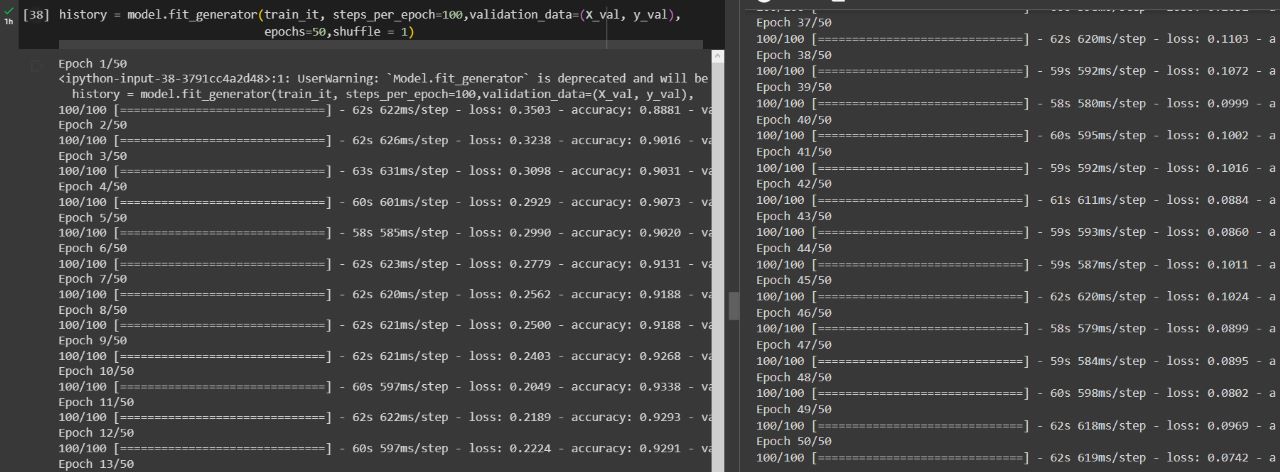 [38] history = model.fit_generator(train_it, steps_per_epoch=100,validation_data=(X_val, y_val),
1h
epochs=50,shuffle = 1)
Epoch 1/50
<ipython-input-38-3791cc4a2d48>:1: UserWarning: `Model.fit_generator` is deprecated and will be
history = model.fit_generator(train_it, steps_per_epoch=100,validation_data=(X_val, y_val),
100/100 [==============================] - 62s 622ms/step - loss: 0.3503 - accuracy: 0.8881 - va
Epoch 2/50
100/100 [==============================] - 62s 626ms/step - loss: 0.3238 - accuracy: 0.9016 - va
Epoch 3/50
100/100 [==============================] - 63s 631ms/step - loss: 0.3098 - accuracy: 0.9031 - va
Epoch 4/50
100/100 [==============================] - 60s 601ms/step - loss: 0.2929 - accuracy: 0.9073 - va
Epoch 5/50
100/100 [==============================] - 58s 585ms/step - loss: 0.2990 - accuracy: 0.9020 - va
Epoch 6/50
100/100 [==============================] - 62s 623ms/step - loss: 0.2779 - accuracy: 0.9131 - va
Epoch 7/50
100/100 [==============================] - 62s 620ms/step - loss: 0.2562 - accuracy: 0.9188 - va
Epoch 8/50
100/100 [==============================] - 62s 621ms/step - loss: 0.2500 - accuracy: 0.9188 - va
Epoch 9/50
100/100 [==============================] - 62s 621ms/step - loss: 0.2403 - accuracy: 0.9268 - va
Epoch 10/50
100/100 [==============================] - 60s 597ms/step - loss: 0.2049 - accuracy: 0.9338 - va
Epoch 11/50
100/100 [==============================] - 62s 622ms/step - loss: 0.2189 - accuracy: 0.9293 - va
Epoch 12/50
100/100 [==============================] - 60s 597ms/step - loss: 0.2224 - accuracy: 0.9291 - va
Epoch 13/50
Epoch 37/50
100/100 [==============================] - 62s 620ms/step - loss: 0.1103 - a
Epoch 38/50
100/100 [==============================] - 59s 592ms/step - loss: 0.1072 - a
Epoch 39/50
100/100 [==============================] - 58s 580ms/step - loss: 0.0999 - a
Epoch 40/50
100/100 [==============================] - 60s 595ms/step - loss: 0.1002 - a
Epoch 41/50
100/100 [==============================] - 59s 592ms/step - loss: 0.1016 - a
Epoch 42/50
100/100 [==============================] - 61s 611ms/step - loss: 0.0884 - a
Epoch 43/50
100/100 [==============================] - 59s 593ms/step - loss: 0.0860 - a
Epoch 44/50
100/100 [==============================] - 59s 587ms/step - loss: 0.1011 - a
Epoch 45/50
100/100 [==============================] - 62s 620ms/step - loss: 0.1024 - a
Epoch 46/50
100/100 [==============================] - 58s 579ms/step - loss: 0.0899 - a
Epoch 47/50
100/100 [==============================] - 59s 584ms/step - loss: 0.0895 - a
Epoch 48/50
100/100 [==============================] - 60s 598ms/step - loss: 0.0802 - a
Epoch 49/50
100/100 [==============================] - 62s 618ms/step - loss: 0.0969 - a
Epoch 50/50
100/100 [==============================] - 62s 619ms/step - loss: 0.0742 - a